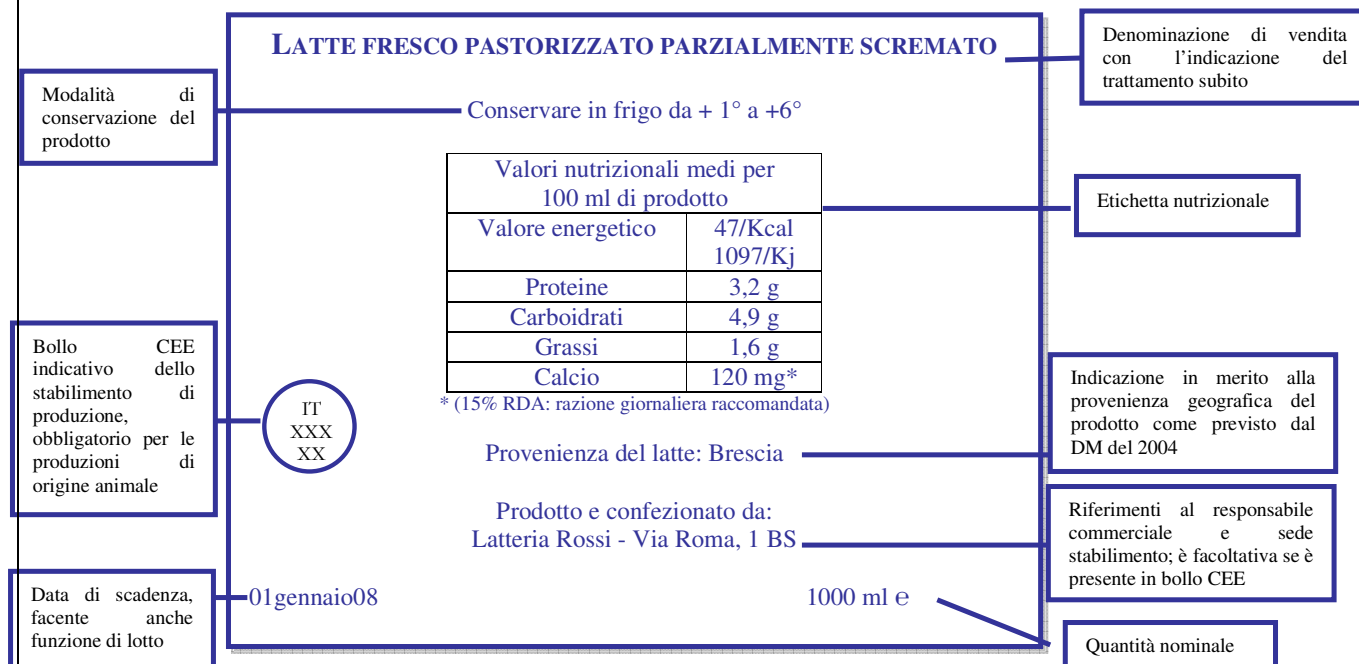 LATTE FRESCO PASTORIZZATO PARZIALMENTE SCREMATO
Denominazione di vendita
con l'indicazione del
trattamento subito
Modalità di
conservazione del
prodotto
Conservare in frigo da + 1° a +6°
Valori nutrizionali medi per
100 ml di prodotto
Valore energetico 47/Kcal
1097/Kj
Proteine 3,2 g
Carboidrati 4,9 g
Grassi 1,6 g
Calcio 120 mg*
* (15% RDA: razione giornaliera raccomandata)
Etichetta nutrizionale
Bollo CEE
indicativo dello
stabilimento di
produzione,
obbligatorio per le
produzioni di
origine animale
IT
XXX
XX
Provenienza del latte: Brescia
Indicazione in merito alla
provenienza geografica del
prodotto come previsto dal
DM del 2004
Prodotto e confezionato da:
Latteria Rossi - Via Roma, 1 BS
Riferimenti al responsabile
commerciale e sede
stabilimento; è facoltativa se è
presente in bollo CEE
Data di scadenza,
facente anche
funzione di lotto
01gennaio08
1000 ml ℮
Quantità nominale